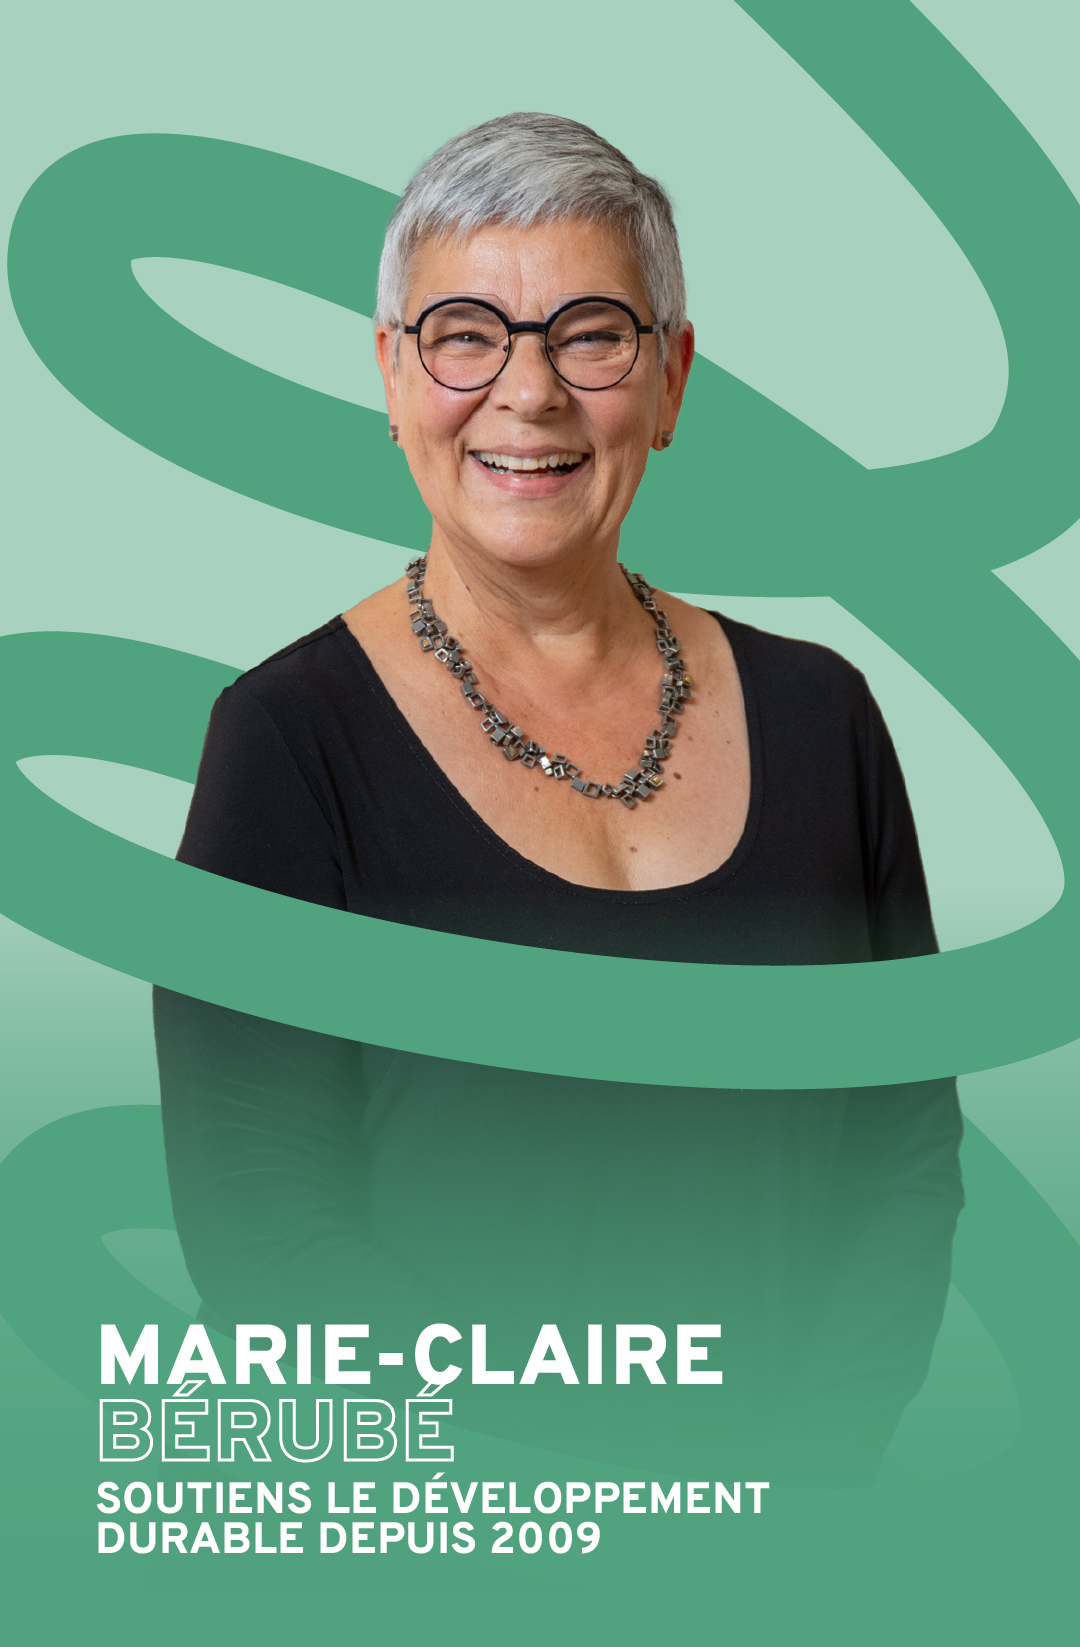 MARIE-CLAIRE
BÉRUBÉ
SOUTIENS LE DÉVELOPPEMENT
DURABLE DEPUIS 2009